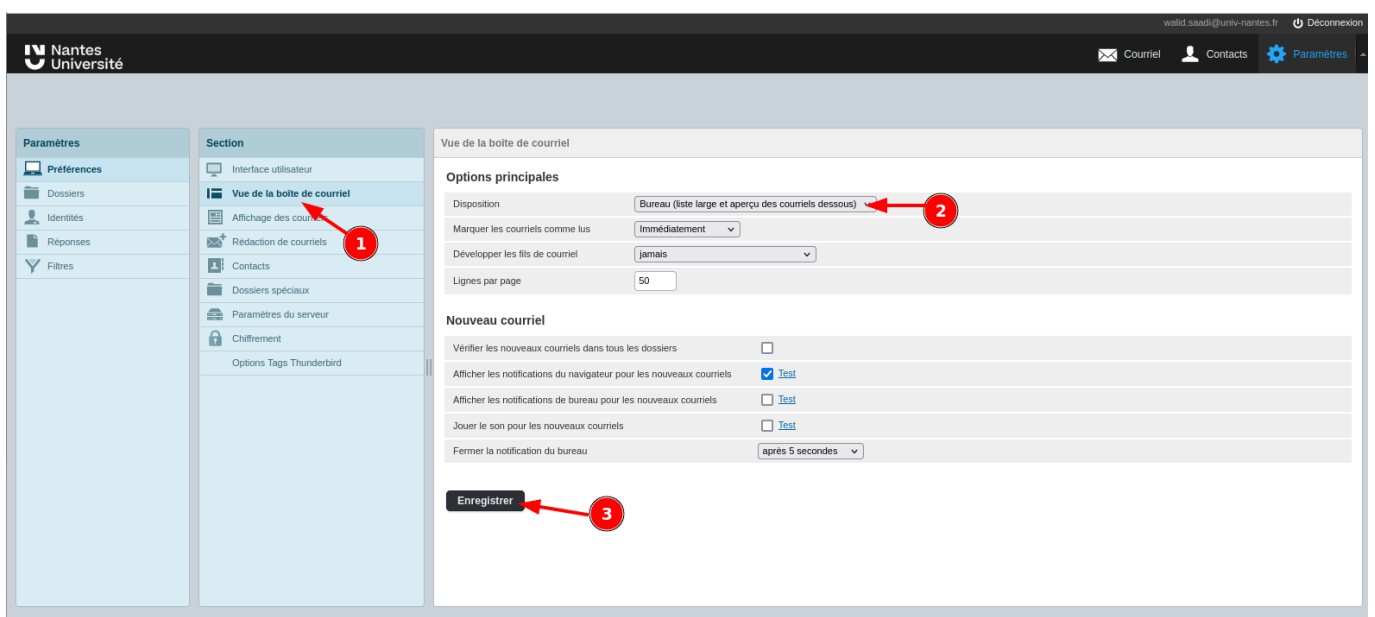 walid.saadi@univ-nantes.fr Déconnexion
Nantes
Université
Courriel Contacts Paramètres
Paramètres
Préférences
Dossiers
Identités
Réponses
Filtres
Section
Interface utilisateur
Vue de la boîte de courriel
Affichage des courriels
Rédaction de courriels
Contacts
Dossiers spéciaux
Paramètres du serveur
Chiffrement
Options Tags Thunderbird
1
Vue de la boîte de courriel
Options principales
Disposition Bureau (liste large et aperçu des courriels dessous)
2
Marquer les courriels comme lus Immédiatement
Développer les fils de courriel jamais
Lignes par page 50
Nouveau courriel
Vérifier les nouveaux courriels dans tous les dossiers
Afficher les notifications du navigateur pour les nouveaux courriels Test
Afficher les notifications de bureau pour les nouveaux courriels Test
Jouer le son pour les nouveaux courriels Test
Fermer la notification du bureau après 5 secondes
Enregistrer
3